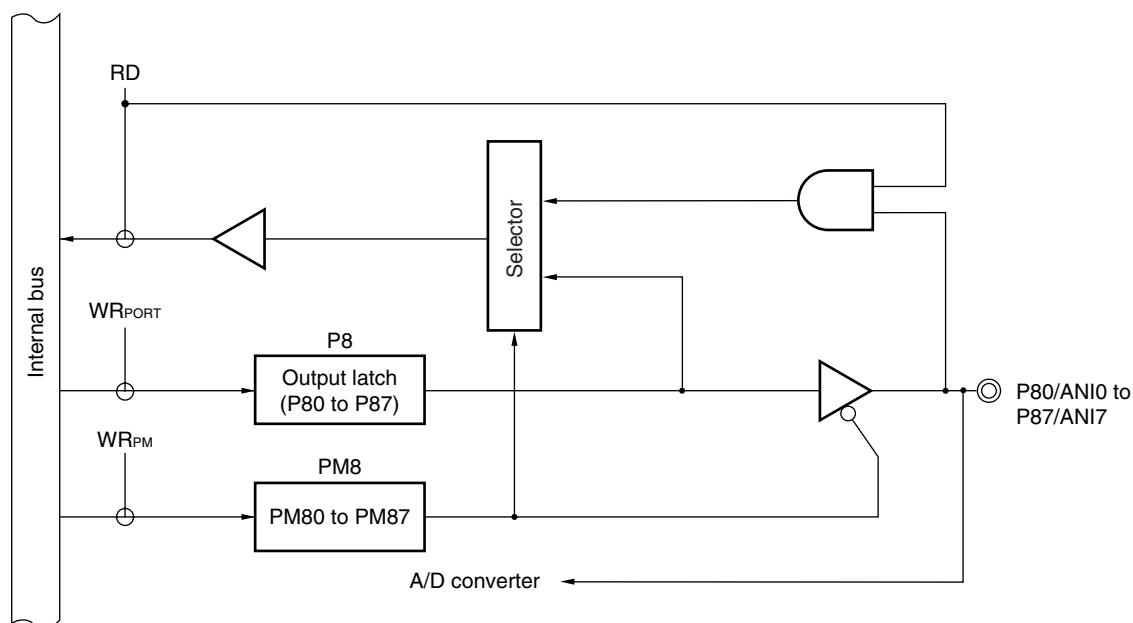 RD
Selector
Internal bus
WRPORT
P8
Output latch
(P80 to P87)
P80/ANI0 to
P87/ANI7
WRPM
PM8
PM80 to PM87
A/D converter